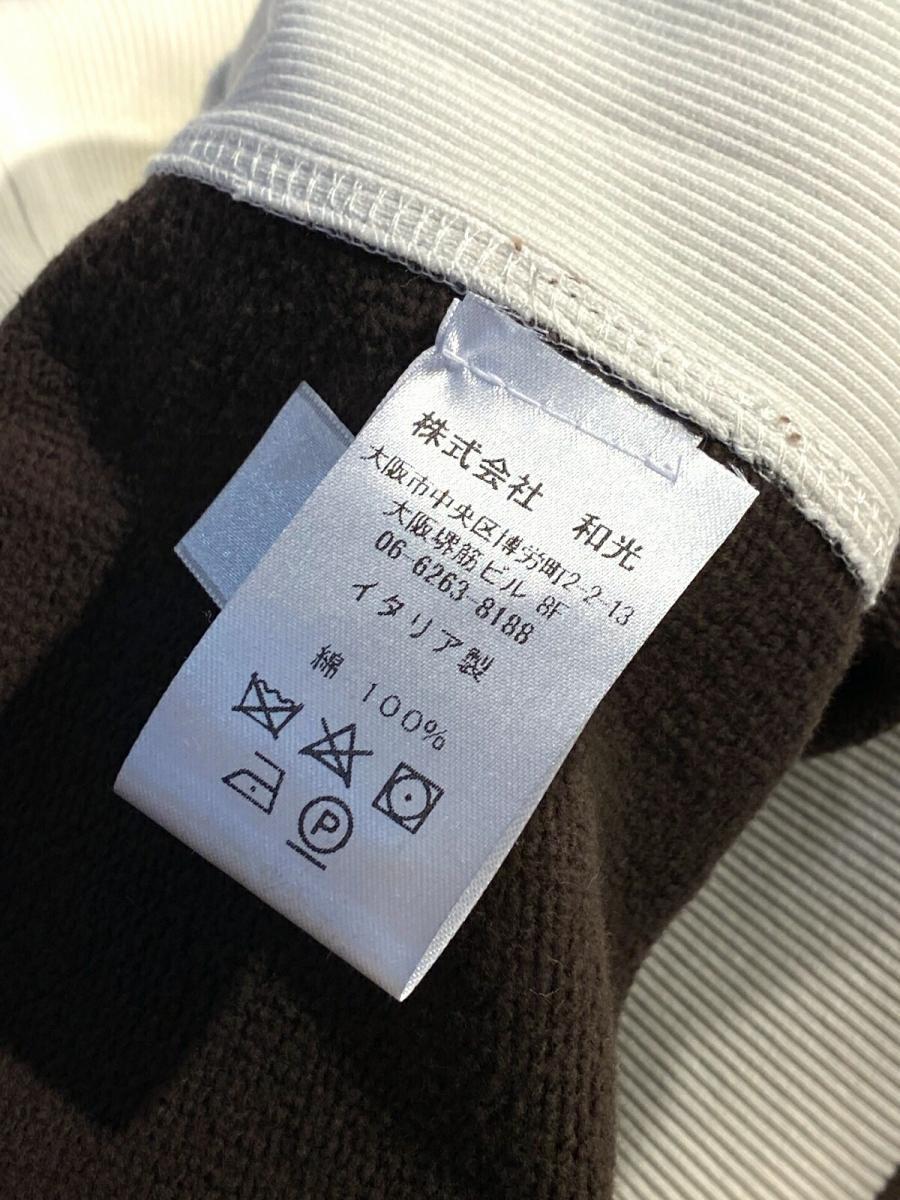 株式会社 和光
大阪市中央区博労町2-2-13
大阪堺筋ビル 8F
06-6263-8188
イタリア製
綿 100%
P